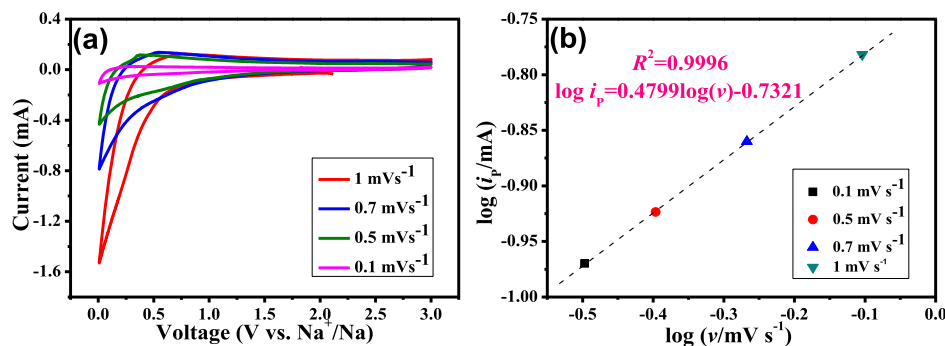 (a)
Current (mA)
0.4
0.0
-0.4
-0.8
-1.2
-1.6
1 mVs⁻¹
0.7 mVs⁻¹
0.5 mVs⁻¹
0.1 mVs⁻¹
0.0 0.5 1.0 1.5 2.0 2.5 3.0
Voltage (V vs. Na⁺/Na)
(b)
log (iₚ/mA)
-0.75
-0.80
-0.85
-0.90
-0.95
-1.00
R²=0.9996
log iₚ=0.4799log(v)-0.7321
0.1 mV s⁻¹
0.5 mV s⁻¹
0.7 mV s⁻¹
1 mV s⁻¹
-0.5 -0.4 -0.3 -0.2 -0.1 0.0
log (v/mV s⁻¹)